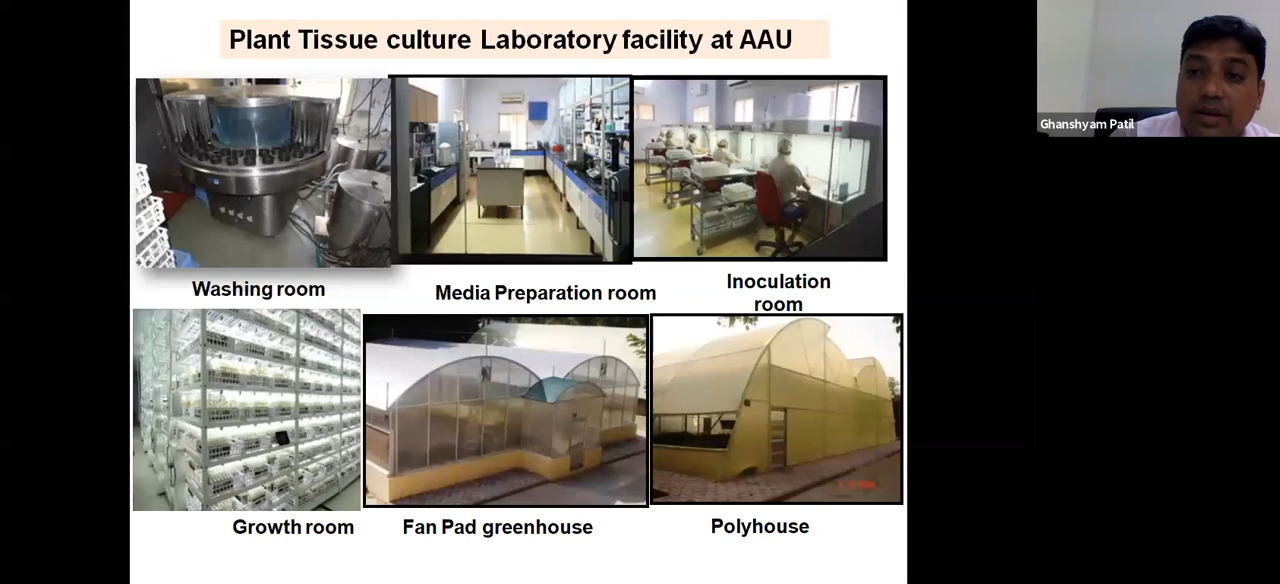 Plant Tissue culture Laboratory facility at AAU
Ghanshyam Patil
Washing room
Media Preparation room
Inoculation
room
Growth room
Fan Pad greenhouse
Polyhouse